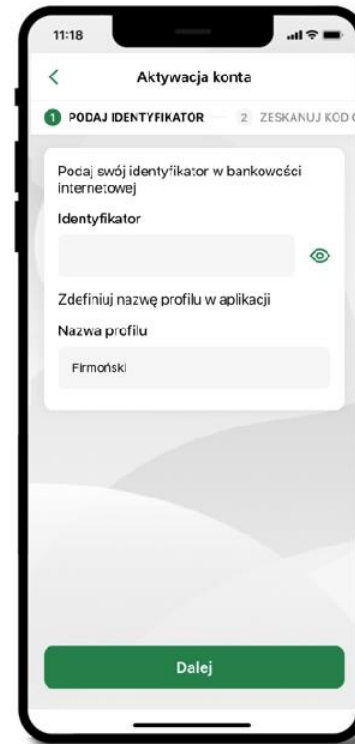 11:18
Aktywacja konta
1 PODAJ IDENTYFIKATOR 2 ZESKANUJ KOD
Podaj swój identyfikator w bankowości
internetowej
Identyfikator
Zdefiniuj nazwę profilu w aplikacji
Nazwa profilu
Firmoński
Dalej